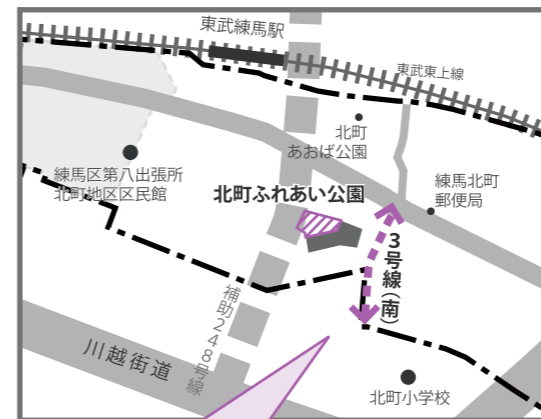 東武練馬駅
東武東上線
北町
あおば公園
練馬区第八出張所
北町地区区民館
北町ふれあい公園
練馬北町
郵便局
3号線(南)
補助248号線
川越街道
北町小学校